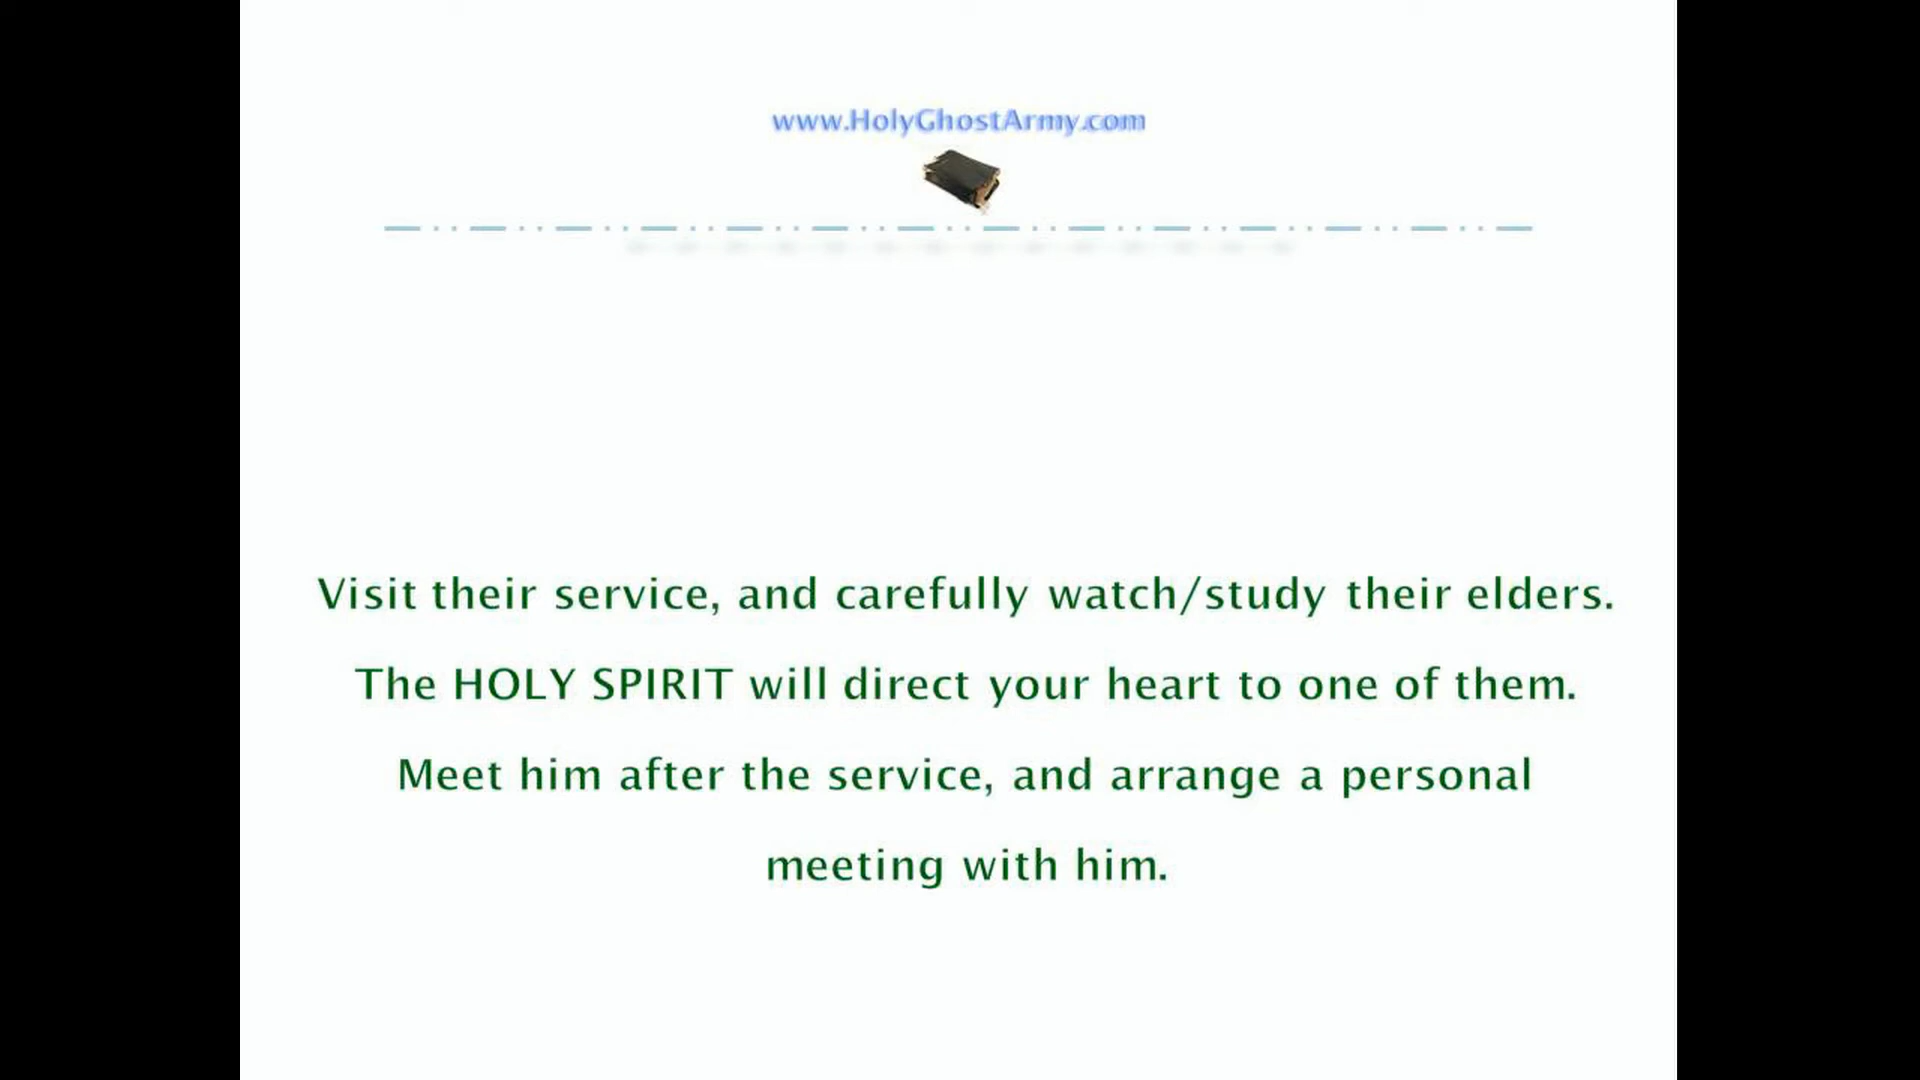 www.HolyGhostArmy.com
Visit their service, and carefully watch/study their elders.
The HOLY SPIRIT will direct your heart to one of them.
Meet him after the service, and arrange a personal
meeting with him.